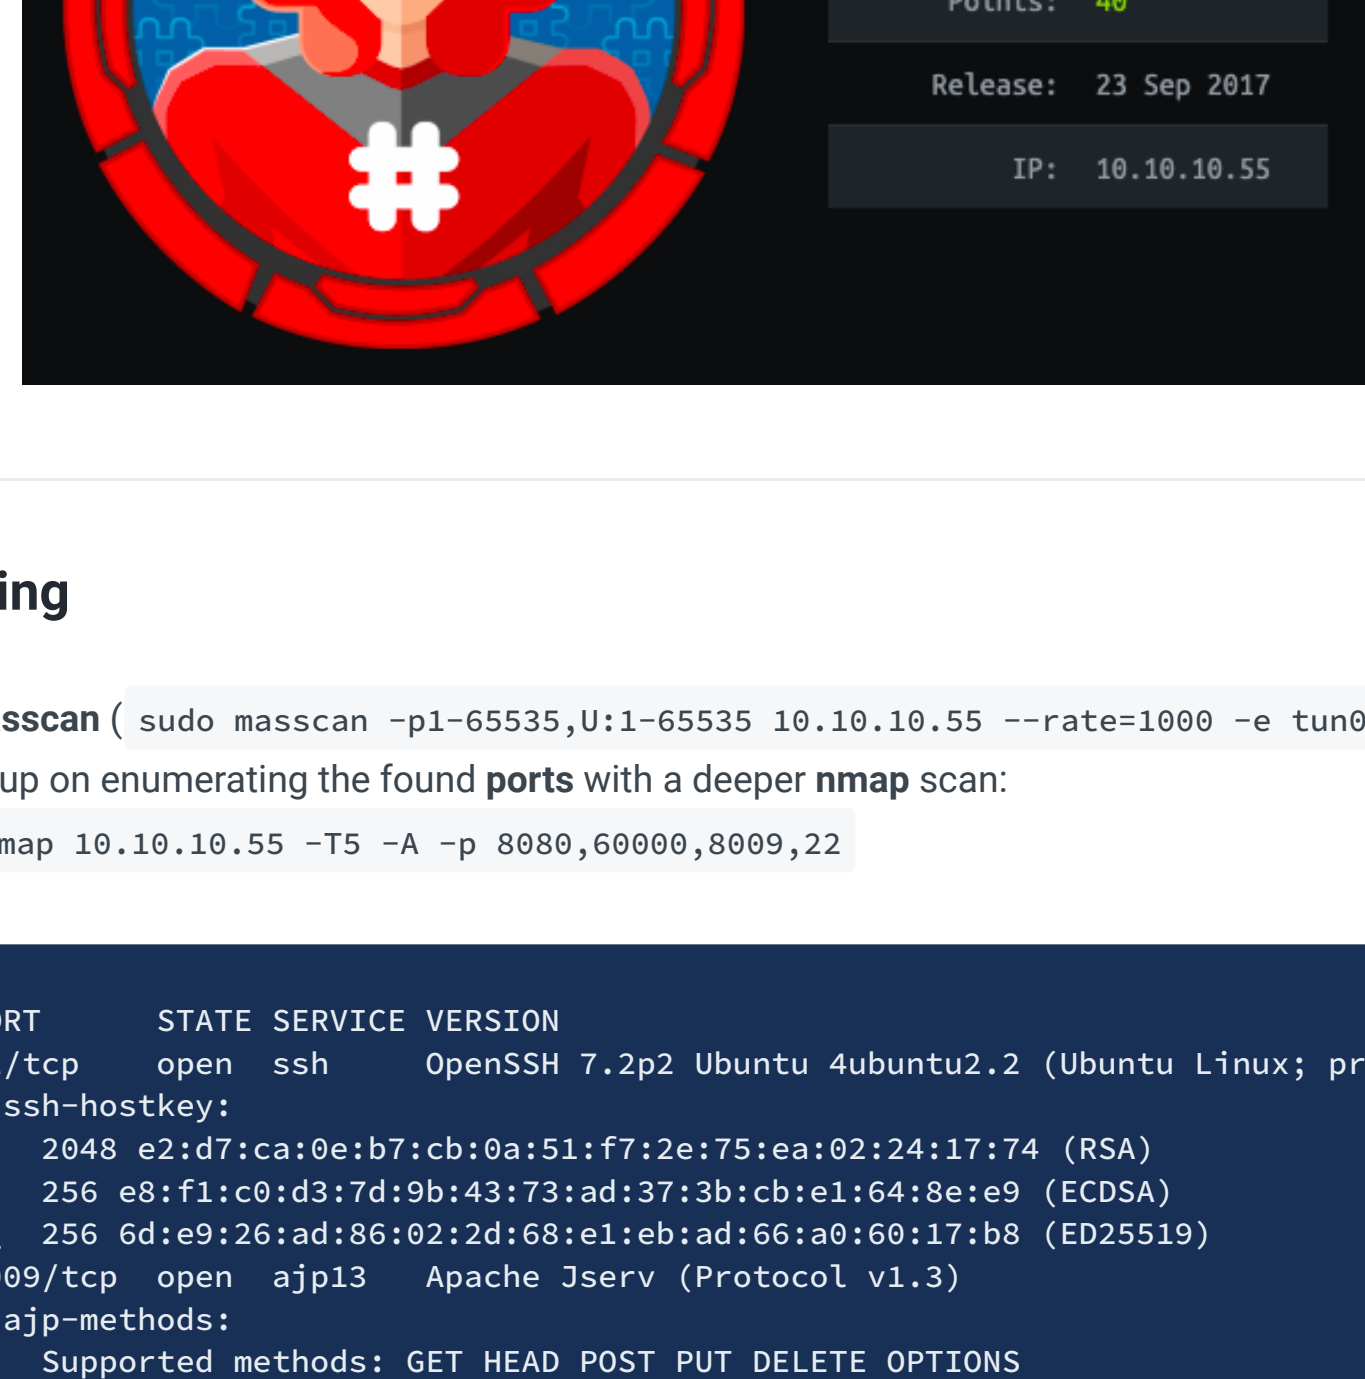 Points: 40
Release: 23 Sep 2017
IP: 10.10.10.55
#
ing
sscan ( sudo masscan -p1-65535,U:1-65535 10.10.10.55 --rate=1000 -e tun0
up on enumerating the found ports with a deeper nmap scan:
map 10.10.10.55 -T5 -A -p 8080,60000,8009,22
ORT STATE SERVICE VERSION
/tcp open ssh OpenSSH 7.2p2 Ubuntu 4ubuntu2.2 (Ubuntu Linux; pr
ssh-hostkey:
2048 e2:d7:ca:0e:b7:cb:0a:51:f7:2e:75:ea:02:24:17:74 (RSA)
256 e8:f1:c0:d3:7d:9b:43:73:ad:37:3b:cb:e1:64:8e:e9 (ECDSA)
256 6d:e9:26:ad:86:02:2d:68:e1:eb:ad:66:a0:60:17:b8 (ED25519)
09/tcp open ajp13 Apache Jserv (Protocol v1.3)
ajp-methods:
Supported methods: GET HEAD POST PUT DELETE OPTIONS